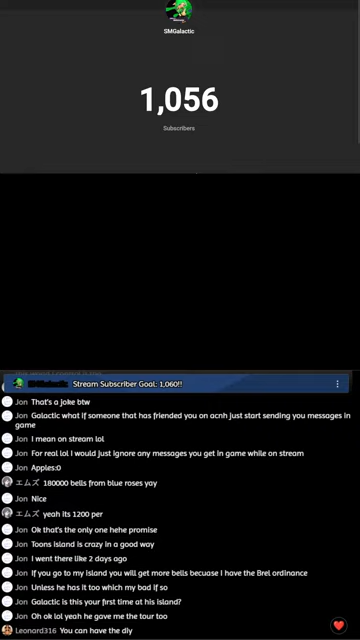 SMGalactic
1,056
Subscribers
SMGalactic Stream Subscriber Goal: 1,060!!
Jon That's a joke btw
Jon Galactic what if someone that has friended you on acnh just start sending you messages in
game
Jon I mean on stream lol
Jon For real lol I would just ignore any messages you get in game while on stream
Jon Apples:0
エムズ 180000 bells from blue roses yay
Jon Nice
エムズ yeah its 1200 per
Jon Ok that's the only one hehe promise
Jon Toons island is crazy in a good way
Jon I went there like 2 days ago
Jon If you go to my island you will get more bells becuase I have the Brel ordinance
Jon Unless he has it too which my bad if so
Jon Galactic is this your first time at his island?
Jon Oh ok lol yeah he gave me the tour too
Leonard316 You can have the diy